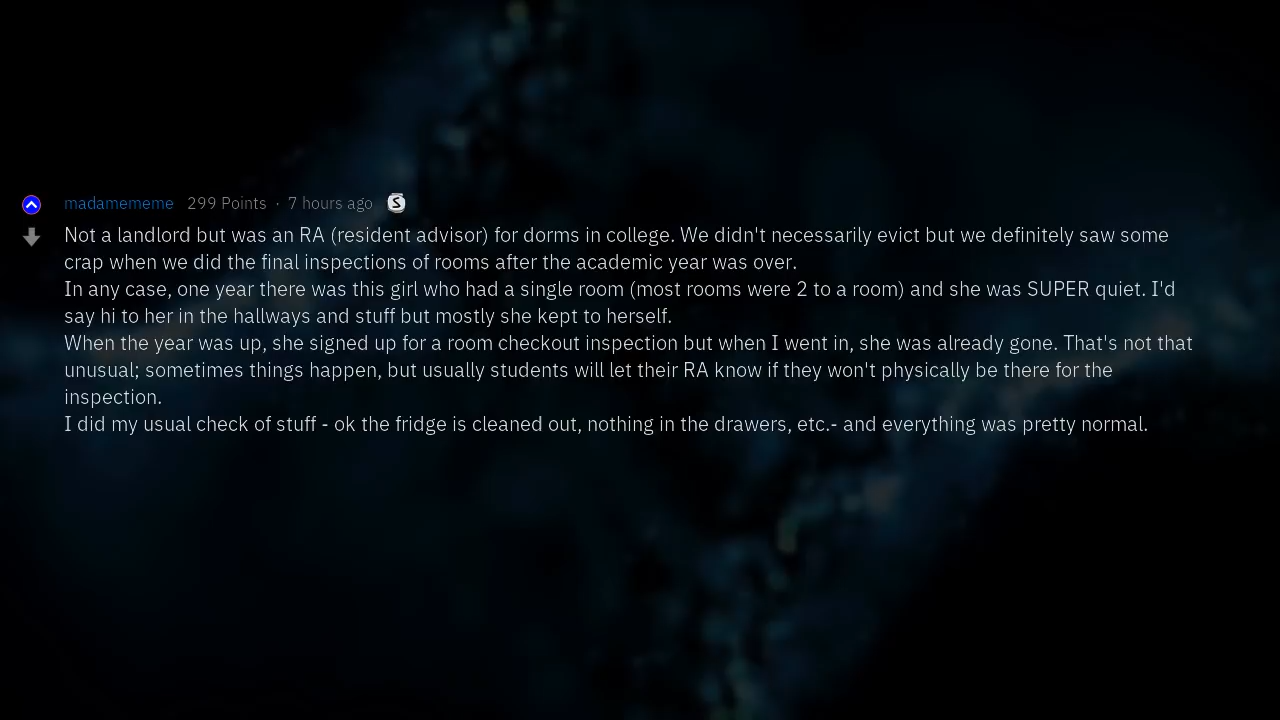 madamememe 299 Points · 7 hours ago S
Not a landlord but was an RA (resident advisor) for dorms in college. We didn't necessarily evict but we definitely saw some
crap when we did the final inspections of rooms after the academic year was over.
In any case, one year there was this girl who had a single room (most rooms were 2 to a room) and she was SUPER quiet. I'd
say hi to her in the hallways and stuff but mostly she kept to herself.
When the year was up, she signed up for a room checkout inspection but when I went in, she was already gone. That's not that
unusual; sometimes things happen, but usually students will let their RA know if they won't physically be there for the
inspection.
I did my usual check of stuff - ok the fridge is cleaned out, nothing in the drawers, etc.- and everything was pretty normal.